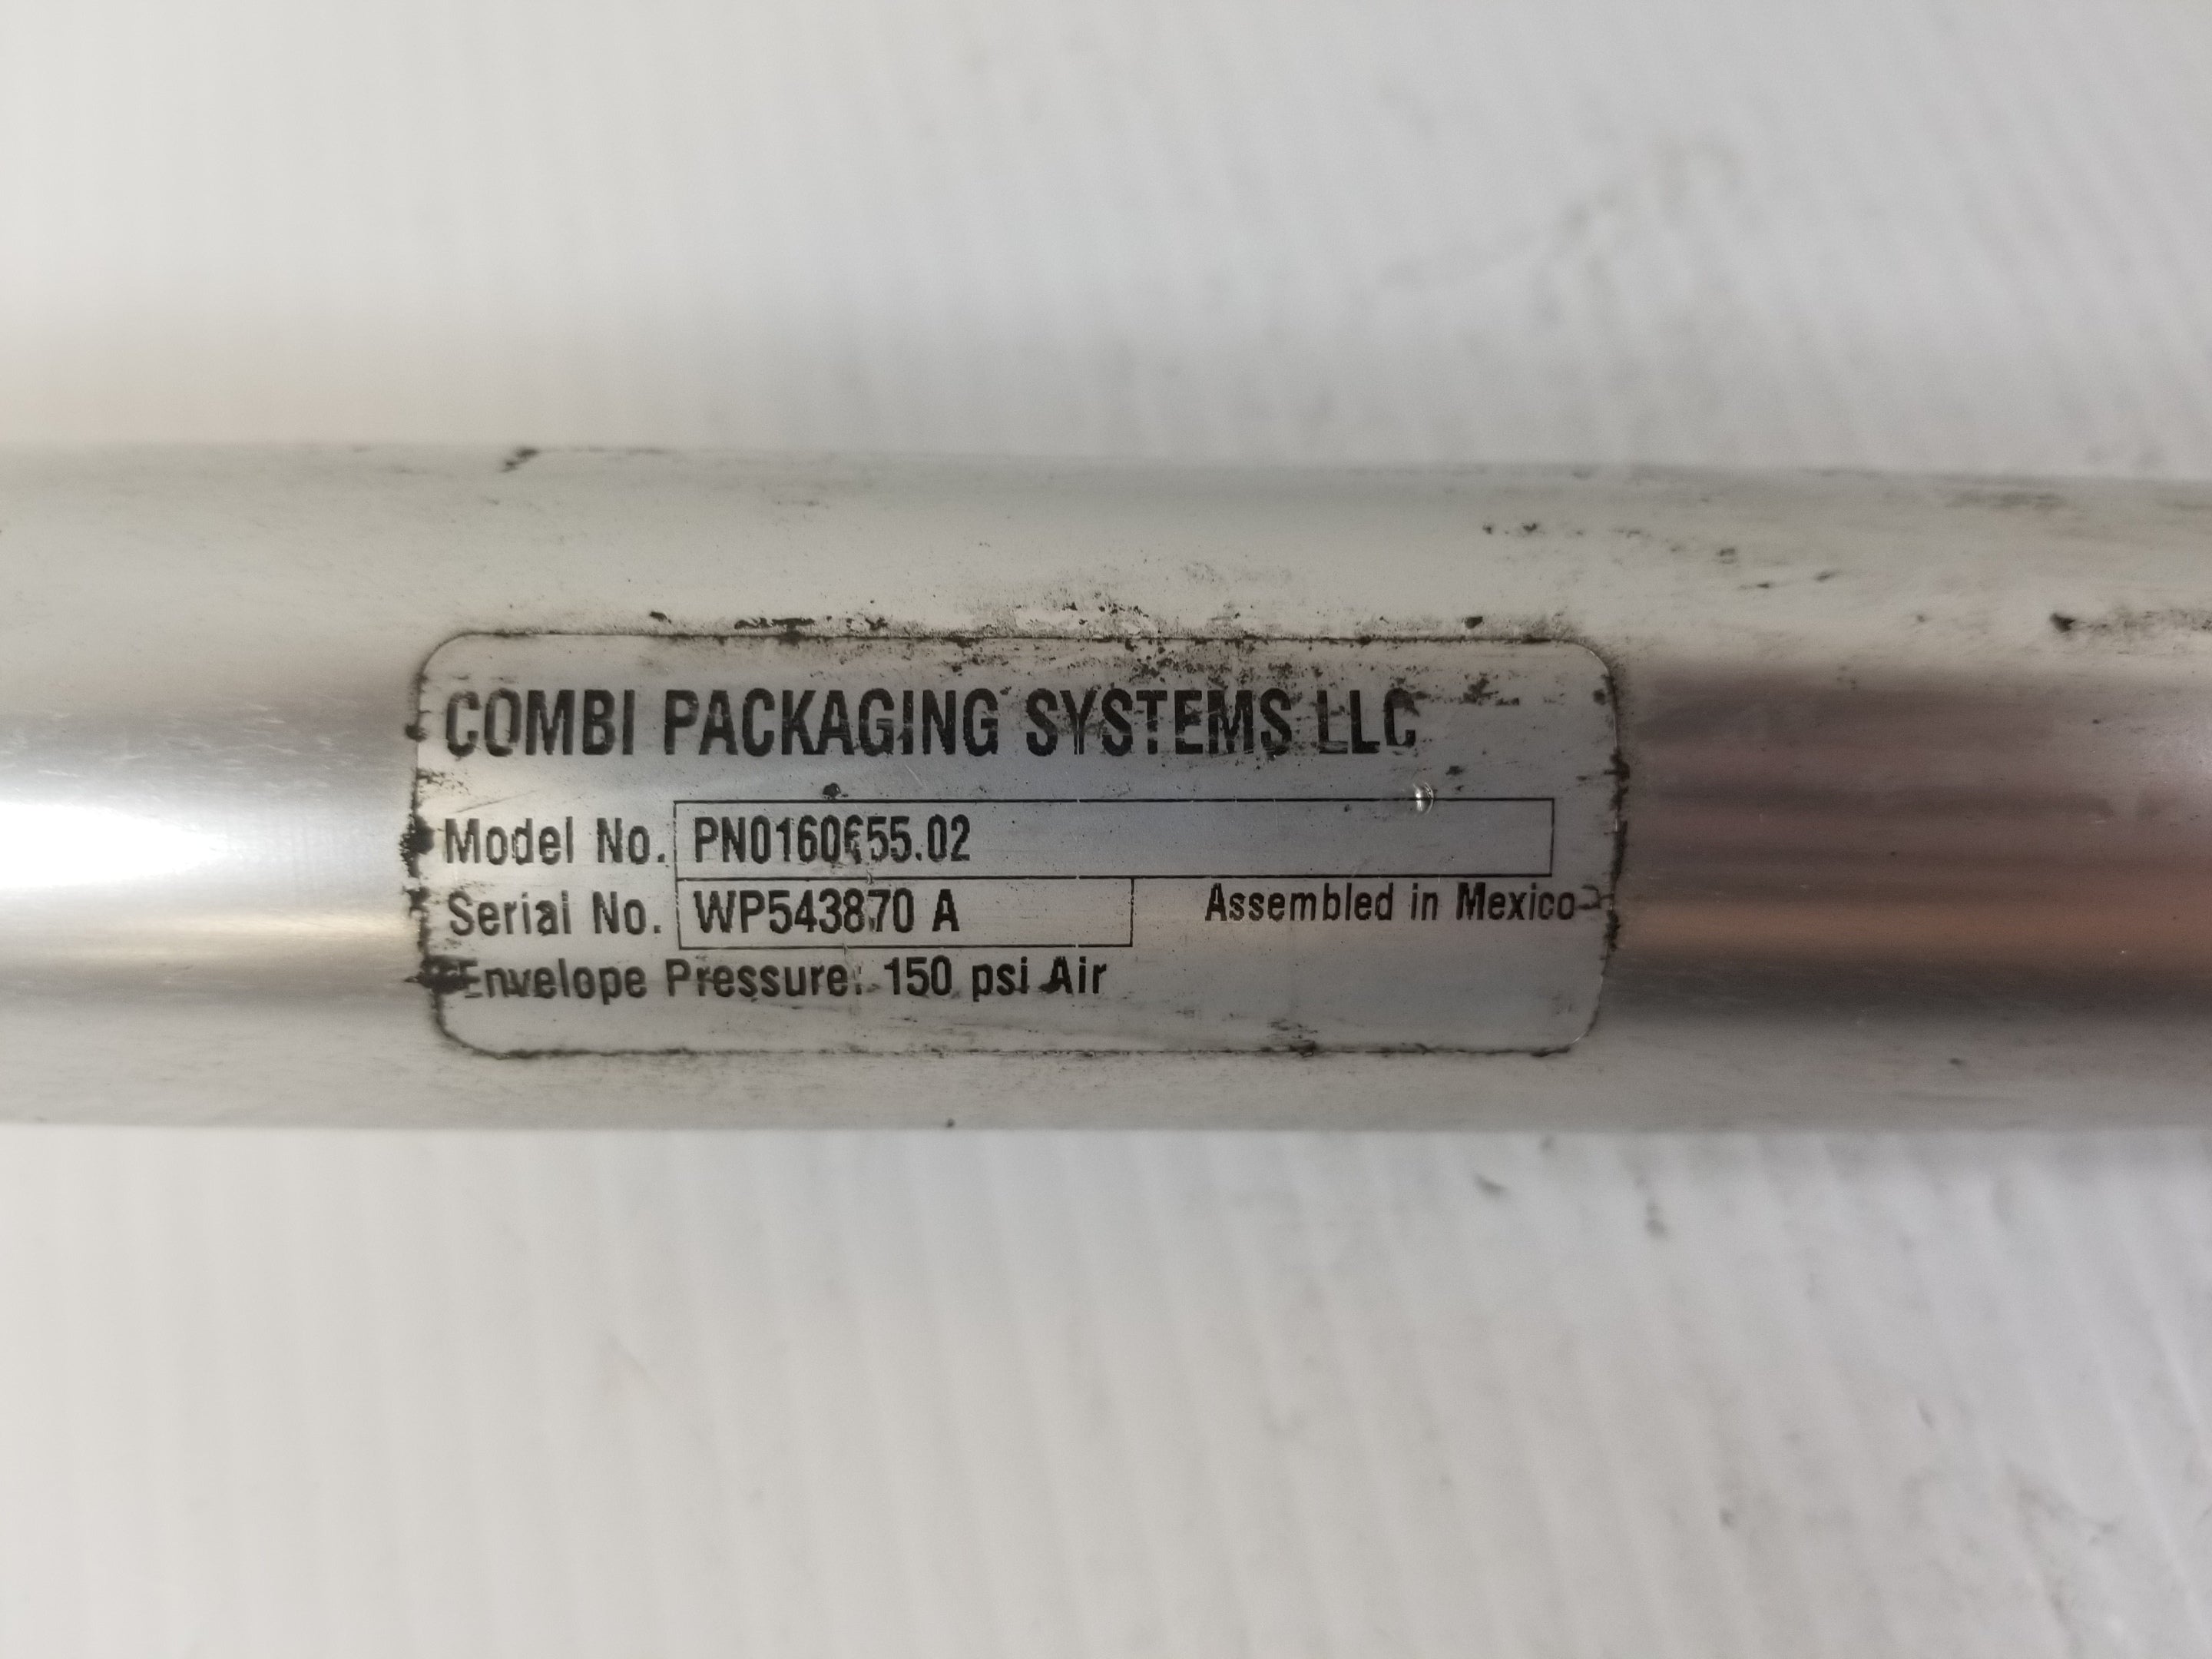 COMBI PACKAGING SYSTEMS LLC
Model No. PN0160655.02
Serial No. WP543870 A
Assembled in Mexico
Envelope Pressure: 150 psi Air